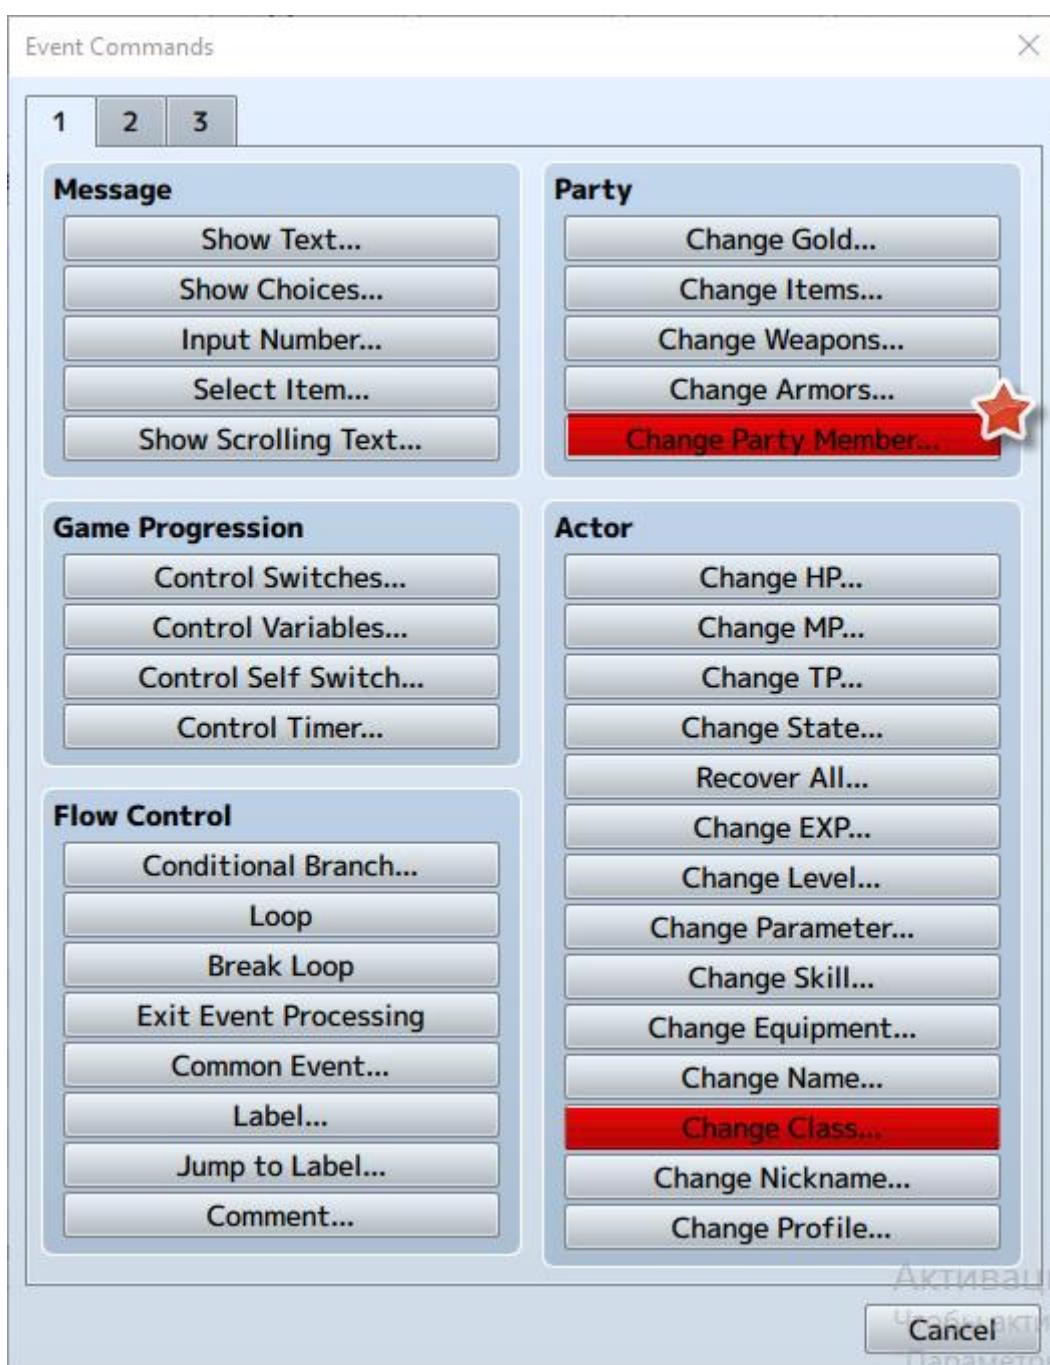 Event Commands
1 2 3
Message
Show Text...
Show Choices...
Input Number...
Select Item...
Show Scrolling Text...
Party
Change Gold...
Change Items...
Change Weapons...
Change Armors...
Change Party Member...
Game Progression
Control Switches...
Control Variables...
Control Self Switch...
Control Timer...
Actor
Change HP...
Change MP...
Change TP...
Change State...
Recover All...
Change EXP...
Change Level...
Change Parameter...
Change Skill...
Change Equipment...
Change Name...
Change Class...
Change Nickname...
Change Profile...
Flow Control
Conditional Branch...
Loop
Break Loop
Exit Event Processing
Common Event...
Label...
Jump to Label...
Comment...
Активаци
Cancel